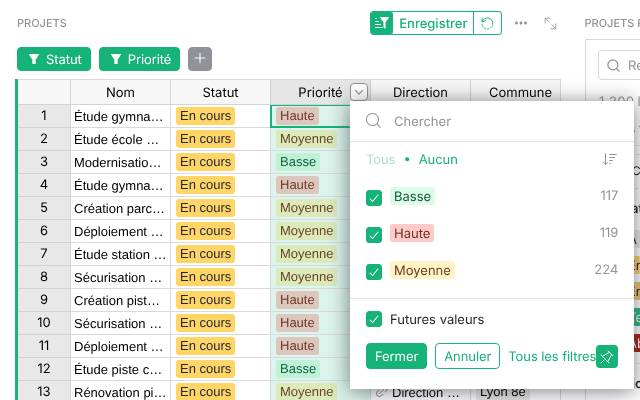 PROJETS
Enregistrer
PROJETS
Statut
Priorité
Nom Statut Priorité Direction Commune
1 Étude gymna… En cours Haute
2 Étude école … En cours Moyenne
3 Modernisatio… En cours Basse
4 Étude gymna… En cours Haute
5 Création parc… En cours Moyenne
6 Déploiement … En cours Moyenne
7 Étude station … En cours Moyenne
8 Sécurisation … En cours Moyenne
9 Création pist… En cours Haute
10 Sécurisation … En cours Haute
11 Déploiement … En cours Haute
12 Étude piste c… En cours Basse
13 Rénovation pi… En cours Moyenne Direction … Lyon 8e
Chercher
Tous • Aucun
Basse 117
Haute 119
Moyenne 224
Futures valeurs
Fermer
Annuler
Tous les filtres